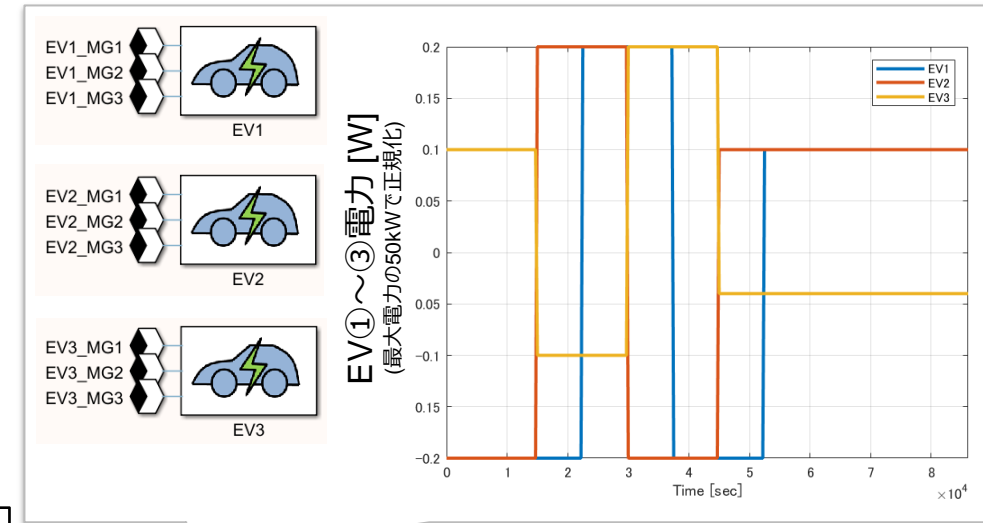 EV1_MG1
EV1_MG2
EV1_MG3
EV1
EV2_MG1
EV2_MG2
EV2_MG3
EV2
EV3_MG1
EV3_MG2
EV3_MG3
EV3
EV①～③電力 [W]
(最大電力の50kWで正規化)
0.2
0.15
0.1
0.05
0
0.05
−0.1
0.15
−0.2
0 1 2 3 4 5 6 7 8
Time [sec]
×10⁴
EV1
EV2
EV3